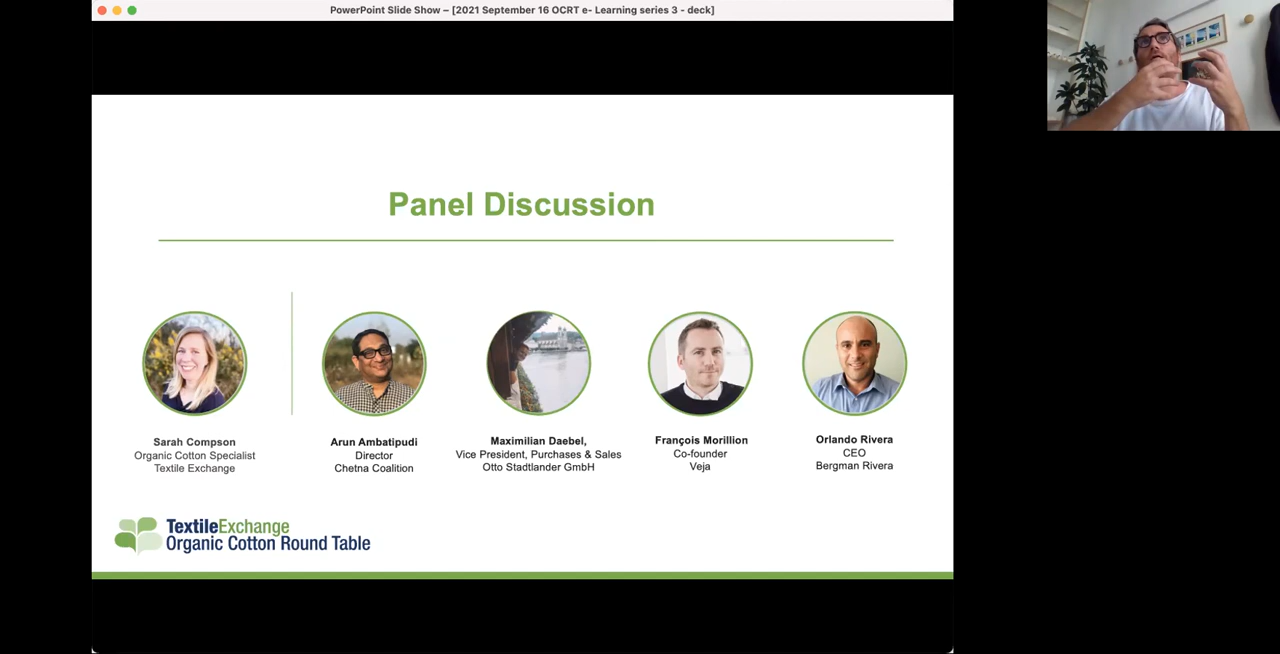 PowerPoint Slide Show – [2021 September 16 OCRT e- Learning series 3 - deck]
Panel Discussion
Sarah Compson
Organic Cotton Specialist
Textile Exchange
Arun Ambatipudi
Director
Chetna Coalition
Maximilian Daebel,
Vice President, Purchases & Sales
Otto Stadtlander GmbH
François Morillion
Co-founder
Veja
Orlando Rivera
CEO
Bergman Rivera
TextileExchange
Organic Cotton Round Table